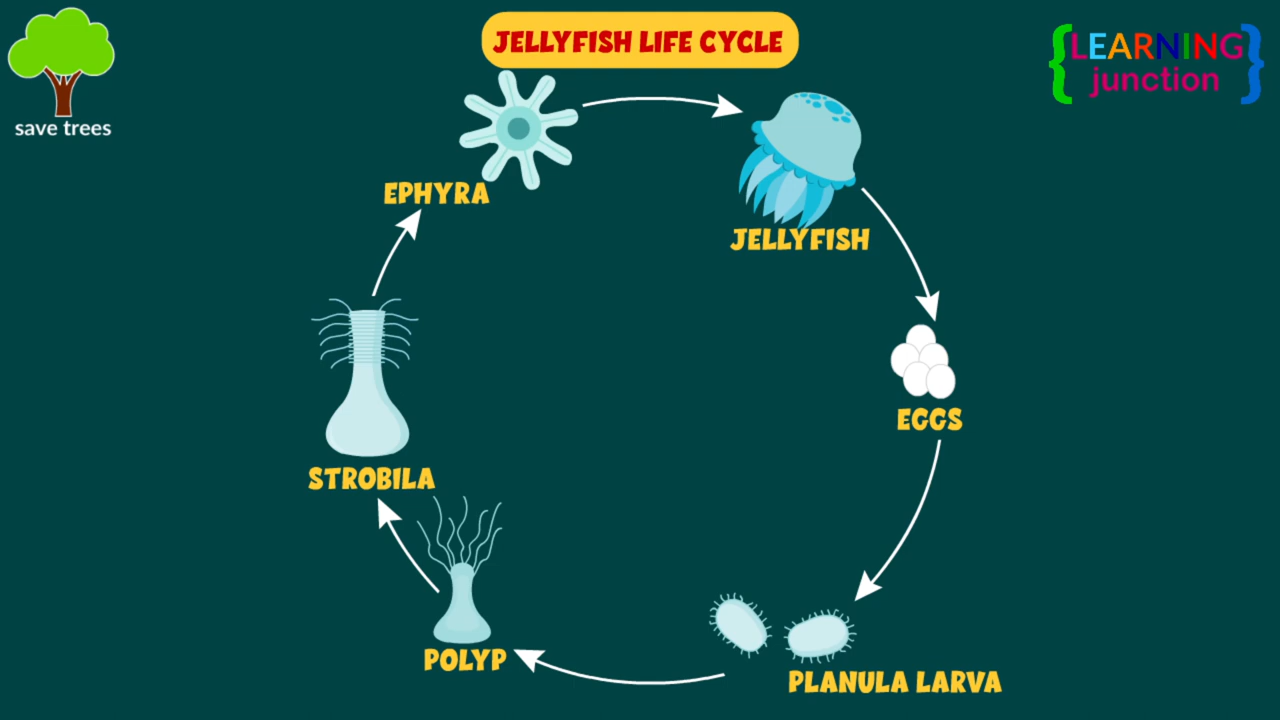 JELLYFISH LIFE CYCLE
{LEARNING}
junction
save trees
EPHYRA
JELLYFISH
EGGS
STROBILA
POLYP
PLANULA LARVA